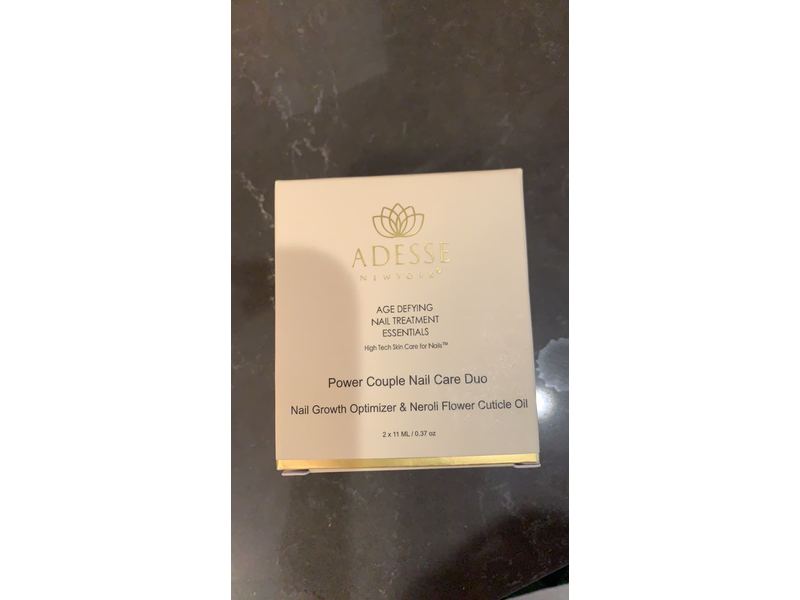 ADESSE
NEW YORK
AGE DEFYING
NAIL TREATMENT
ESSENTIALS
High Tech Skin Care for Nails™
Power Couple Nail Care Duo
Nail Growth Optimizer & Neroli Flower Cuticle Oil
2 x 11 ML / 0.37 oz